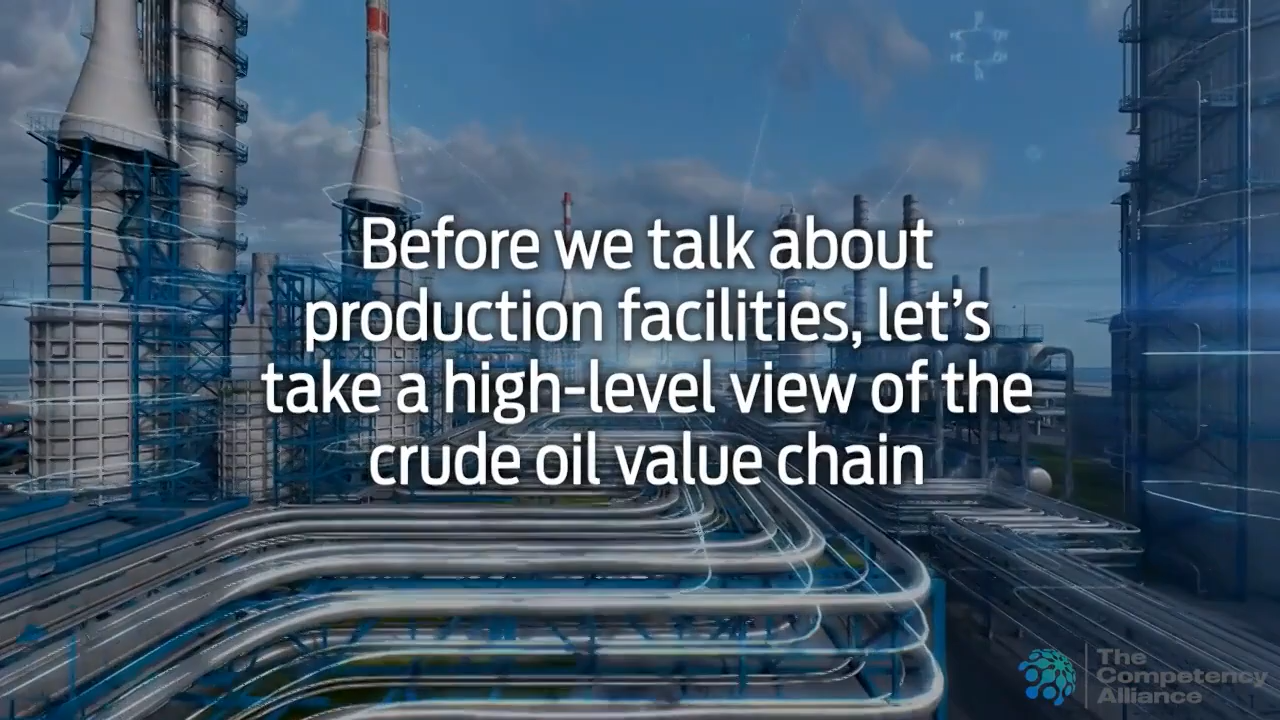 Before we talk about
production facilities, let's
take a high-level view of the
crude oil value chain
The
Competency
Alliance